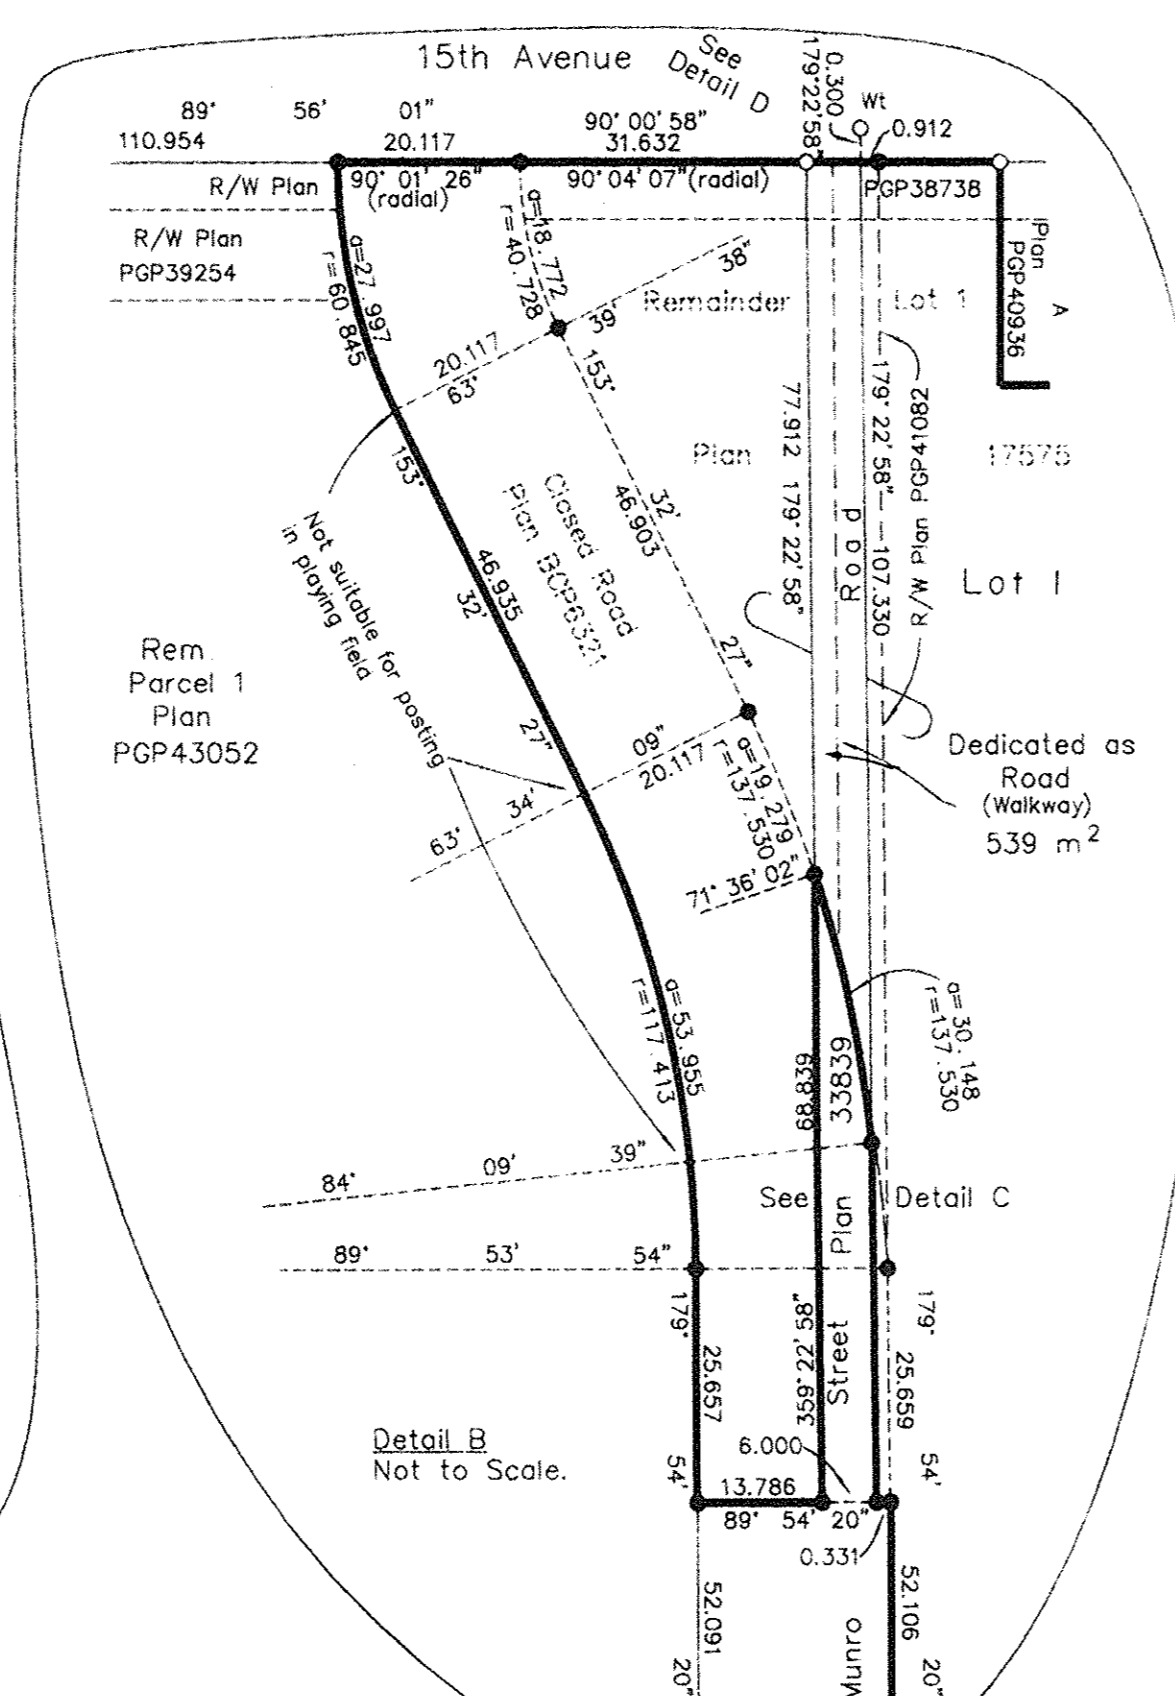 15th Avenue
See
Detail D
179°22'58"
0.300
Wt
0.912
89° 56' 01"
110.954
20.117
90° 00' 58"
31.632
R/W Plan
90° 01' 26"
(radial)
90° 04' 07"(radial)
PGP38738
R/W Plan
PGP39254
a=27.997
r=60.845
a=18.772
r=40.728
38"
39'
Remainder
Lot 1
Plan
PGP40936
A
20.117
63°
153°
153°
Plan
17575
77.912 179° 22' 58"
179° 22' 58" 107.330
R/W Plan PGP41082
Road
Lot 1
Closed Road
Plan BCP6321
32'
46.903
27"
Not suitable for posting
in playing field
46.935
32'
27"
Rem.
Parcel 1
Plan
PGP43052
09"
20.117
34'
63°
a=19.279
r=137.530
71° 36' 02"
Dedicated as
Road
(Walkway)
539 m²
a=53.955
r=117.413
68.839
33839
a=30.148
r=137.530
84° 09' 39"
See
Plan
Detail C
89° 53' 54"
179°
25.657
54'
359° 22' 58"
Street
179°
25.659
54'
Detail B
Not to Scale.
6.000
13.786
89° 54' 20"
0.331
52.091
20"
Munro
52.106
20"